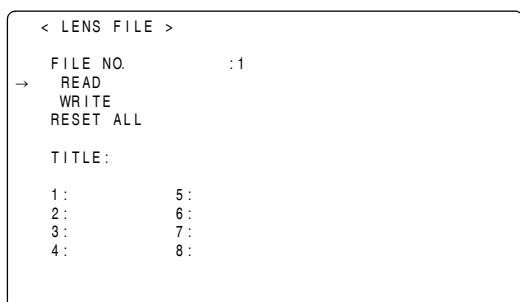 < LENS FILE >
FILE NO. :1
→ READ
WRITE
RESET ALL
TITLE:
1: 5:
2: 6:
3: 7:
4: 8: